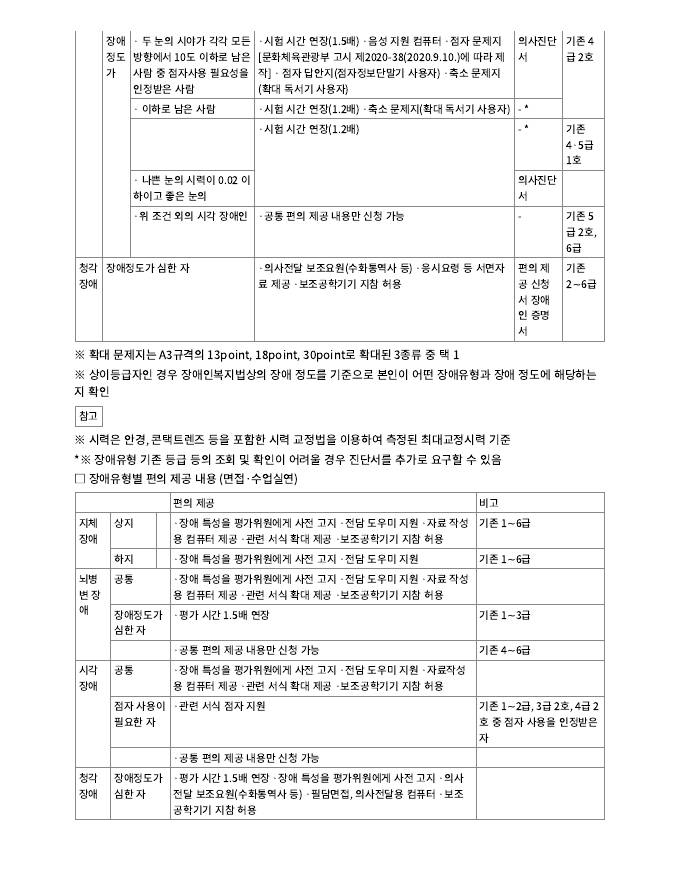 장애
정도
가
· 두 눈의 시야가 각각 모든
방향에서 10도 이하로 남은
사람 중 점자사용 필요성을
인정받은 사람
·시험 시간 연장(1.5배) ·음성 지원 컴퓨터 ·점자 문제지
[문화체육관광부 고시 제2020-38(2020.9.10.)에 따라 제
작] · 점자 답안지(점자정보단말기 사용자) ·축소 문제지
(확대 독서기 사용자)
의사진단
서
기존 4
급 2호
· 이하로 남은 사람
·시험 시간 연장(1.2배) ·축소 문제지(확대 독서기 사용자)
- *
·시험 시간 연장(1.2배)
- *
기존
4·5급
1호
· 나쁜 눈의 시력이 0.02 이
하이고 좋은 눈의
의사진단
서
·위 조건 외의 시각 장애인
·공통 편의 제공 내용만 신청 가능
-
기존 5
급 2호,
6급
청각
장애
장애정도가 심한 자
·의사전달 보조요원(수화통역사 등) ·응시요령 등 서면자
료 제공 ·보조공학기기 지참 허용
편의 제
공 신청
서 장애
인 증명
서
기존
2~6급
※ 확대 문제지는 A3규격의 13point, 18point, 30point로 확대된 3종류 중 택 1
※ 상이등급자인 경우 장애인복지법상의 장애 정도를 기준으로 본인이 어떤 장애유형과 장애 정도에 해당하는
지 확인
참고
※ 시력은 안경, 콘택트렌즈 등을 포함한 시력 교정법을 이용하여 측정된 최대교정시력 기준
*※ 장애유형 기존 등급 등의 조회 및 확인이 어려울 경우 진단서를 추가로 요구할 수 있음
□ 장애유형별 편의 제공 내용 (면접·수업실연)
편의 제공
비고
지체
장애
상지
·장애 특성을 평가위원에게 사전 고지 ·전담 도우미 지원 ·자료 작성
용 컴퓨터 제공 ·관련 서식 확대 제공 ·보조공학기기 지참 허용
기존 1~6급
하지
·장애 특성을 평가위원에게 사전 고지 ·전담 도우미 지원
기존 1~6급
뇌병
변 장
애
공통
·장애 특성을 평가위원에게 사전 고지 ·전담 도우미 지원 ·자료 작성
용 컴퓨터 제공 ·관련 서식 확대 제공 ·보조공학기기 지참 허용
장애정도가
심한 자
·평가 시간 1.5배 연장
기존 1~3급
·공통 편의 제공 내용만 신청 가능
기존 4~6급
시각
장애
공통
·장애 특성을 평가위원에게 사전 고지 ·전담 도우미 지원 ·자료작성
용 컴퓨터 제공 ·관련 서식 확대 제공 ·보조공학기기 지참 허용
점자 사용이
필요한 자
·관련 서식 점자 지원
기존 1~2급, 3급 2호, 4급 2
호 중 점자 사용을 인정받은
자
·공통 편의 제공 내용만 신청 가능
청각
장애
장애정도가
심한 자
·평가 시간 1.5배 연장 ·장애 특성을 평가위원에게 사전 고지 ·의사
전달 보조요원(수화통역사 등) ·필담면접, 의사전달용 컴퓨터 ·보조
공학기기 지참 허용